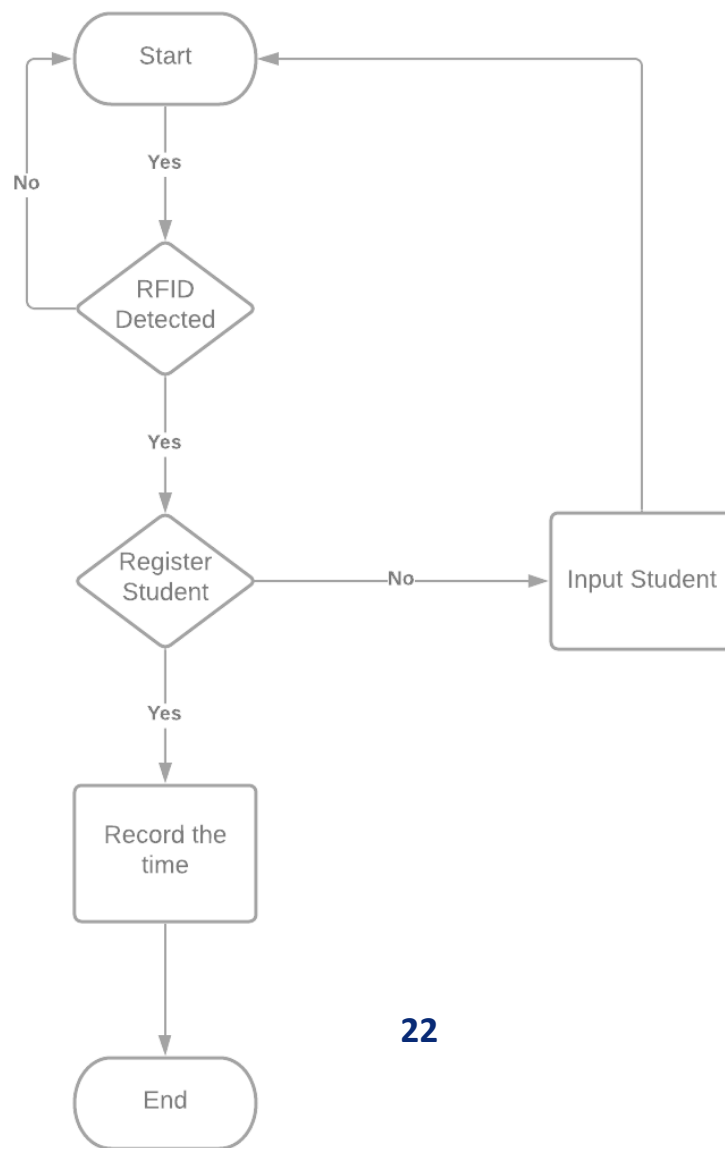 Start
Yes
No
RFID
Detected
Yes
Register
Student
No
Input Student
Yes
Record the
time
22
End